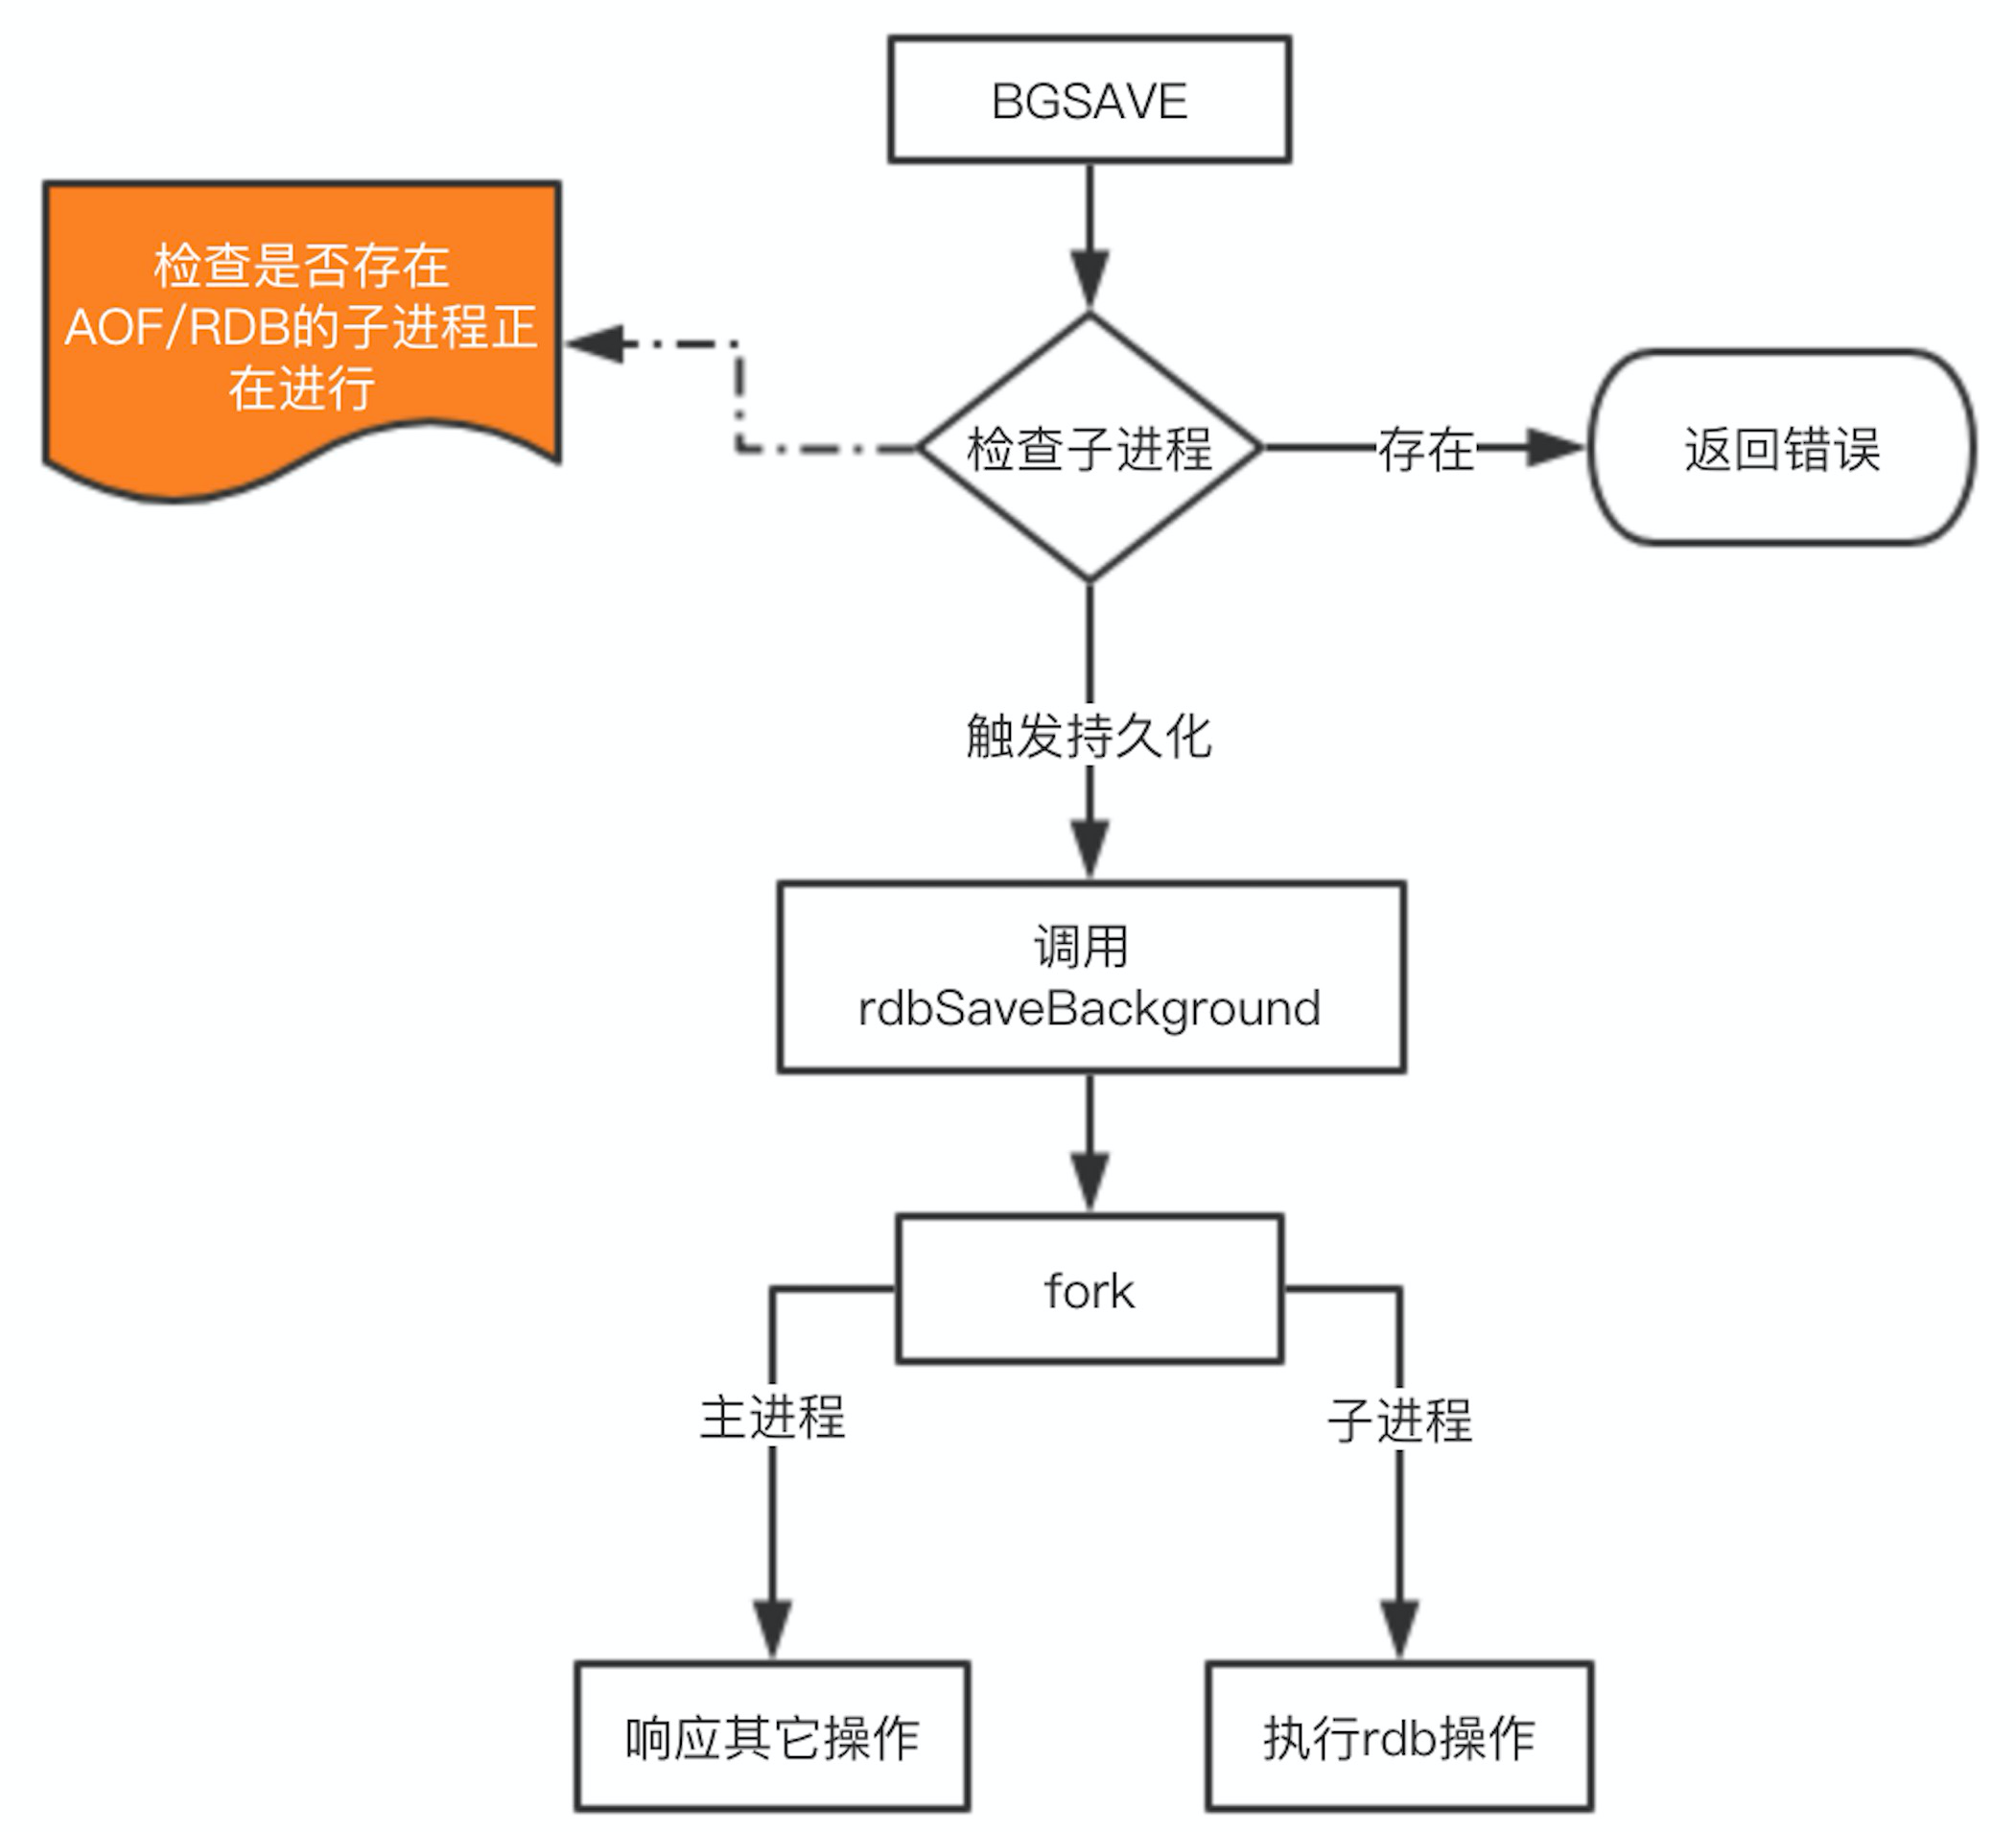 BGSAVE
检查是否存在
AOF/RDB的子进程正
在进行
检查子进程
存在
返回错误
触发持久化
调用
rdbSaveBackground
fork
主进程
子进程
响应其它操作
执行rdb操作